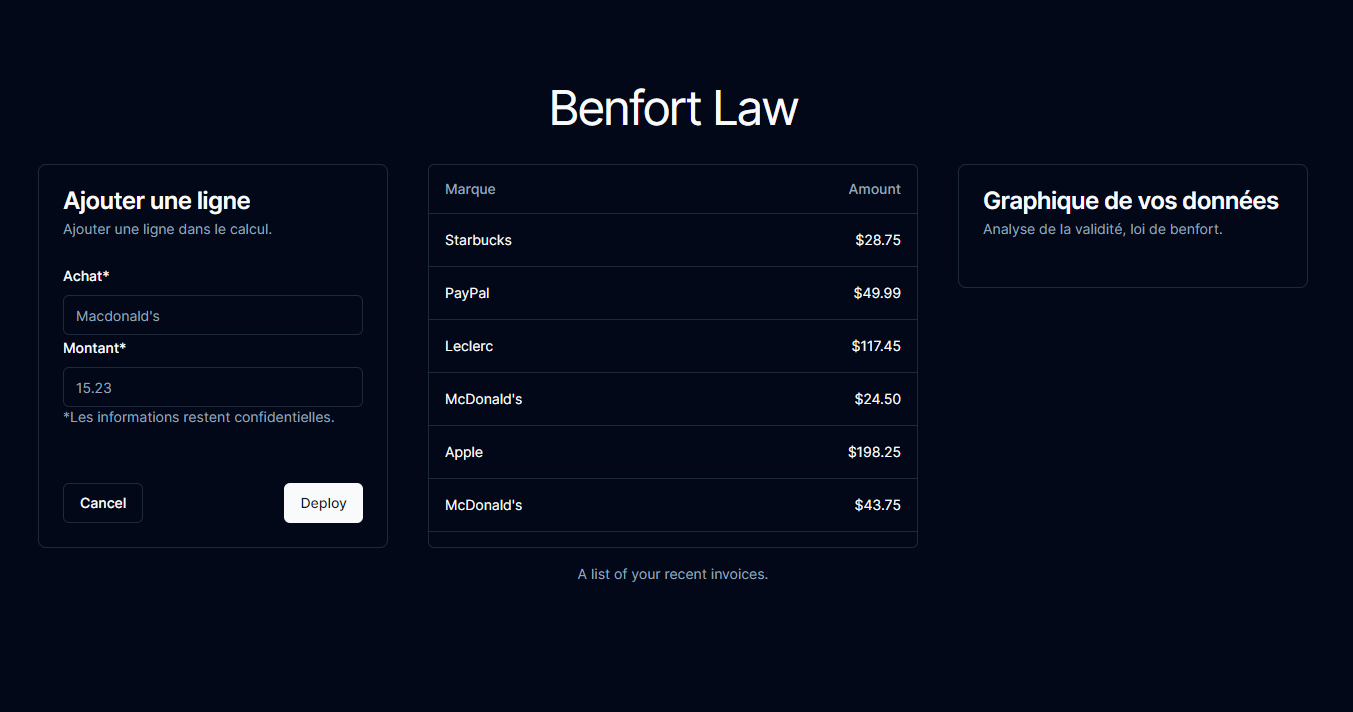 Benfort Law
Ajouter une ligne
Ajouter une ligne dans le calcul.
Achat*
Macdonald's
Montant*
15.23
*Les informations restent confidentielles.
Cancel Deploy
Marque Amount
Starbucks $28.75
PayPal $49.99
Leclerc $117.45
McDonald's $24.50
Apple $198.25
McDonald's $43.75
A list of your recent invoices.
Graphique de vos données
Analyse de la validité, loi de benfort.